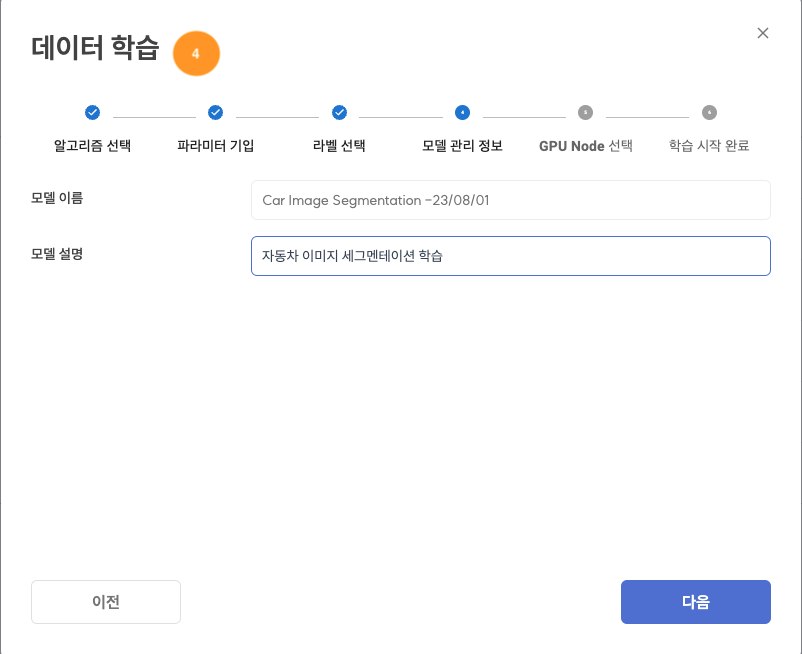 데이터 학습 4
4 5 6
알고리즘 선택 파라미터 기입 라벨 선택 모델 관리 정보 GPU Node 선택 학습 시작 완료
모델 이름 Car Image Segmentation -23/08/01
모델 설명 자동차 이미지 세그멘테이션 학습
이전 다음